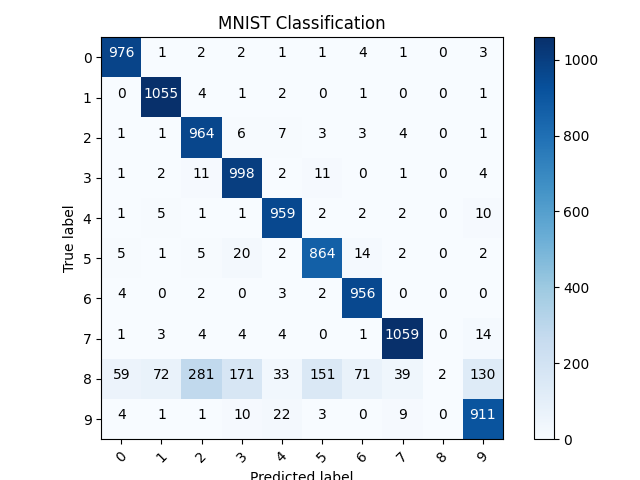 MNIST Classification
True label
0 976 1 2 2 1 1 4 1 0 3
1 0 1055 4 1 2 0 1 0 0 1
2 1 1 964 6 7 3 3 4 0 1
3 1 2 11 998 2 11 0 1 0 4
4 1 5 1 1 959 2 2 2 0 10
5 5 1 5 20 2 864 14 2 0 2
6 4 0 2 0 3 2 956 0 0 0
7 1 3 4 4 4 0 1 1059 0 14
8 59 72 281 171 33 151 71 39 2 130
9 4 1 1 10 22 3 0 9 0 911
0 1 2 3 4 5 6 7 8 9
Predicted label
1000
800
600
400
200
0